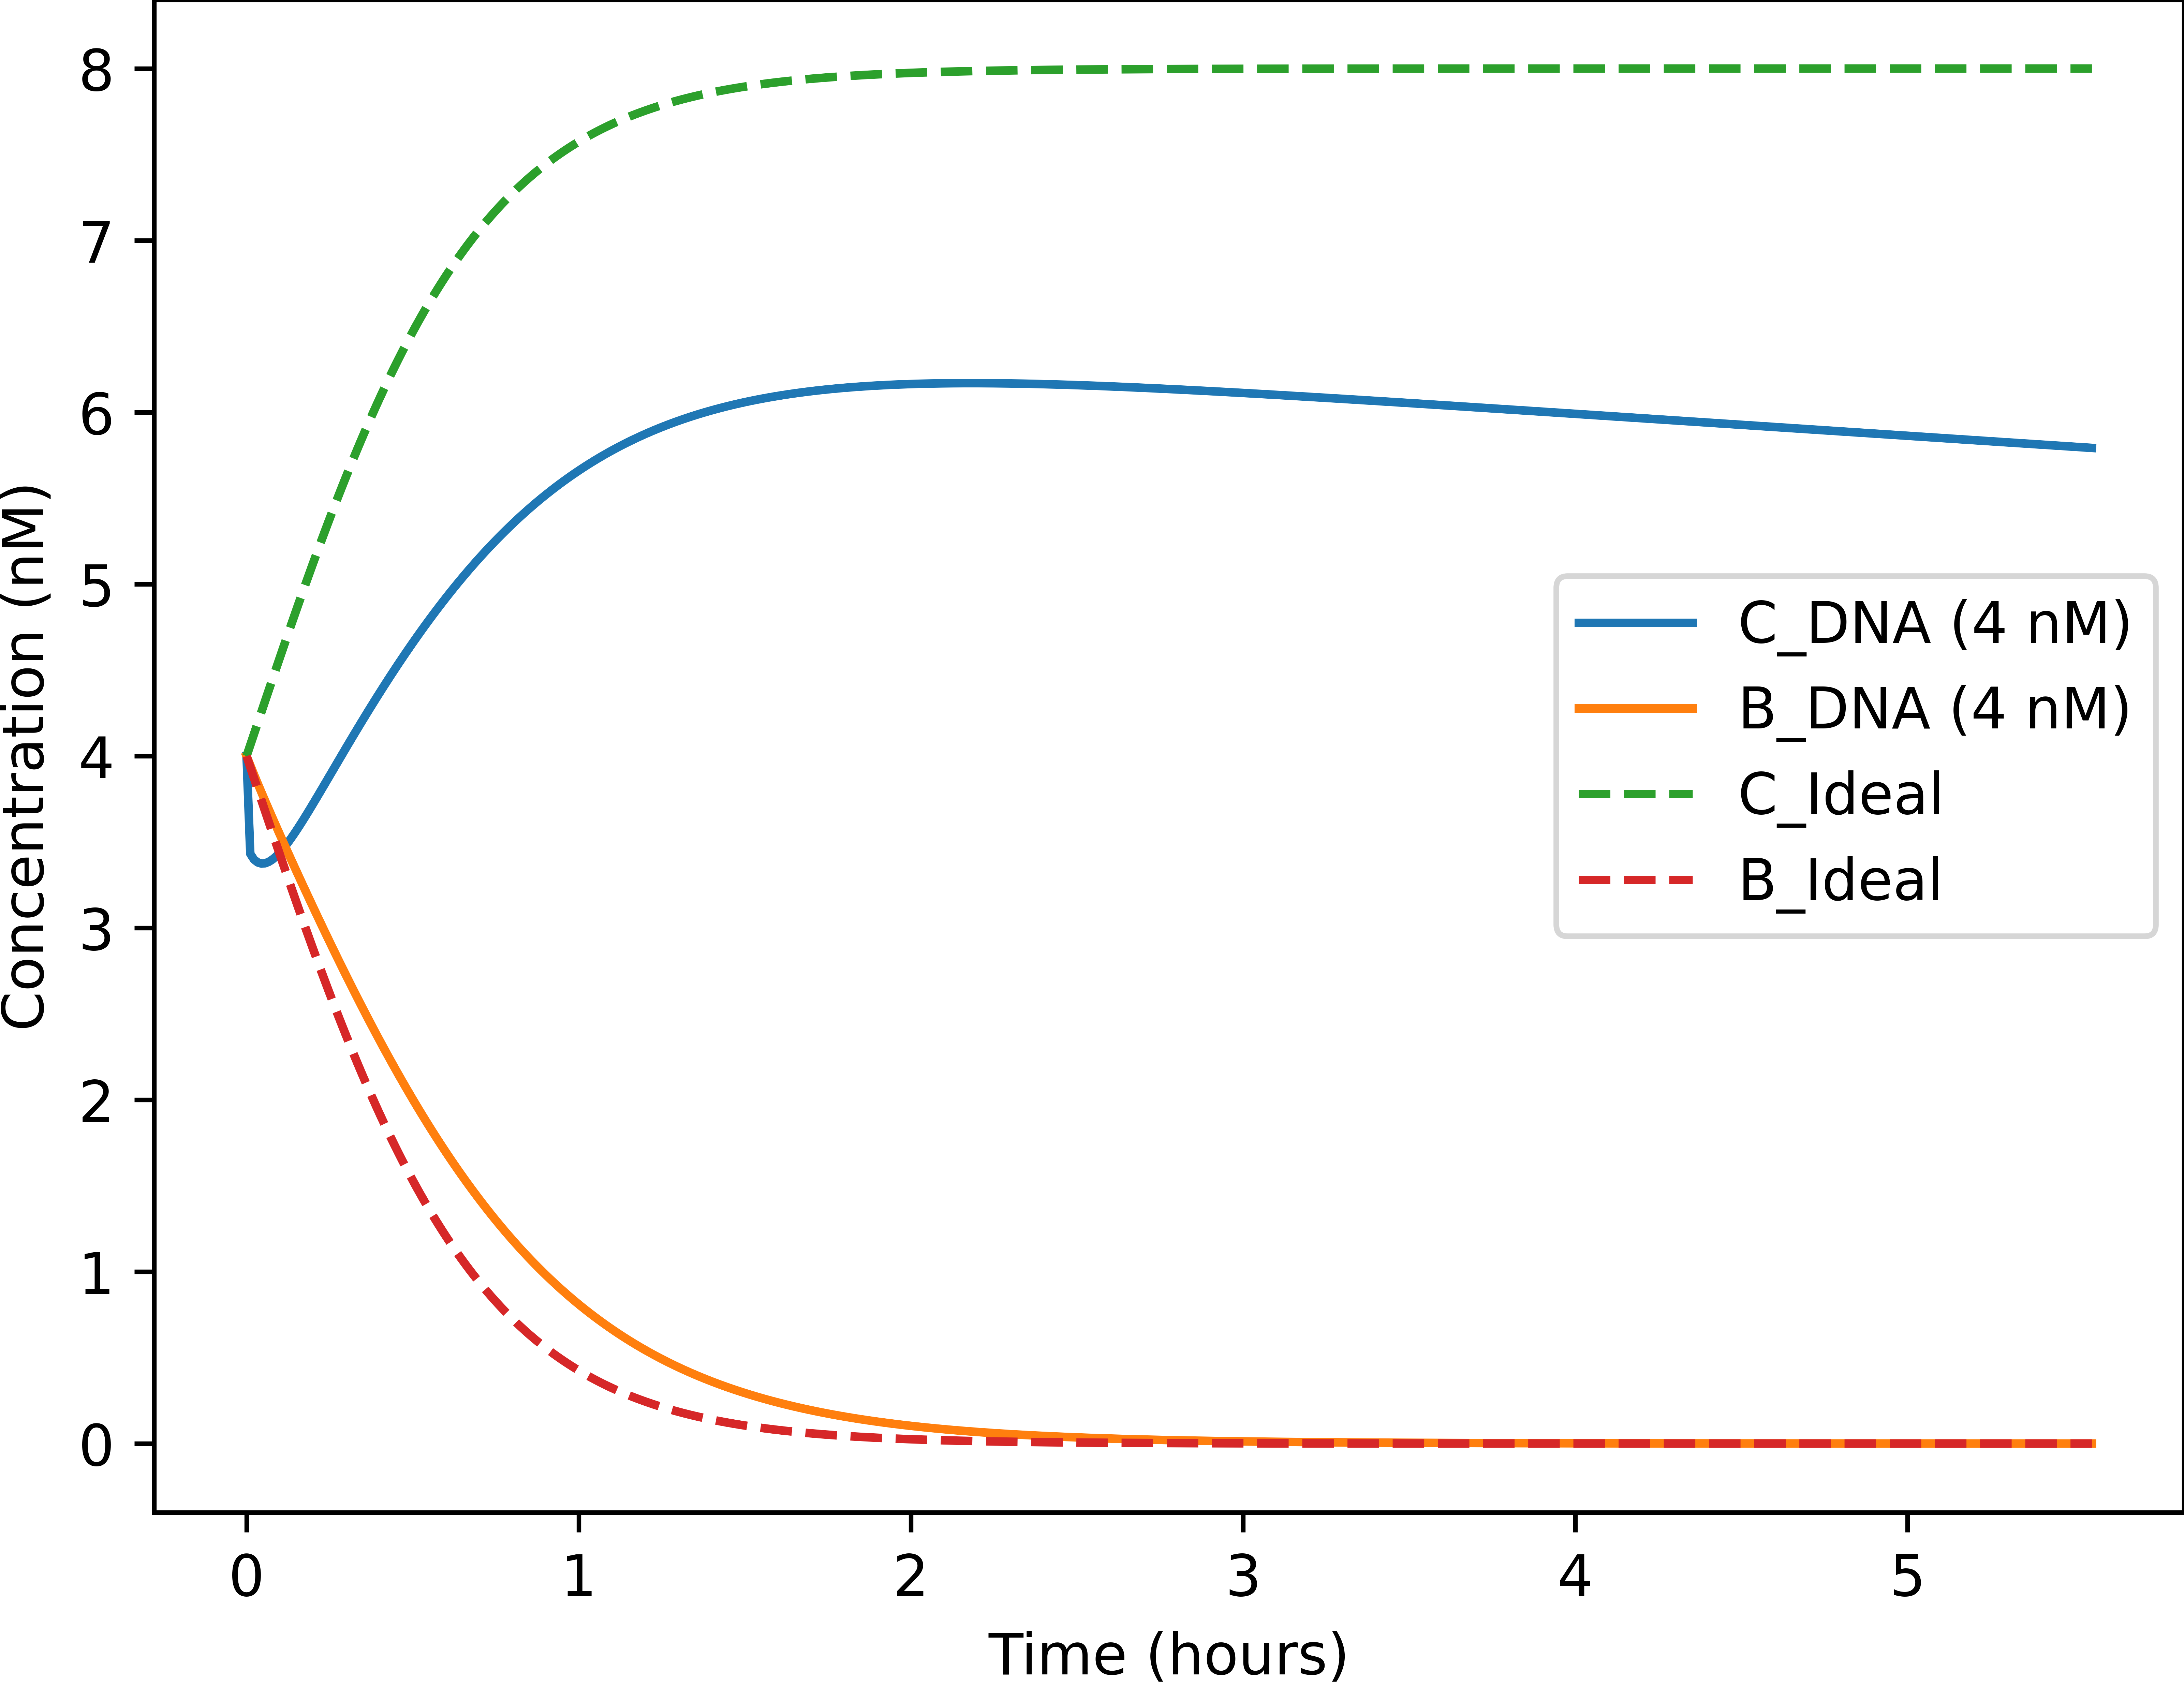 8
7
6
5
4
3
2
1
0
Concentration (nM)
C_DNA (4 nM)
B_DNA (4 nM)
C_Ideal
B_Ideal
0 1 2 3 4 5
Time (hours)